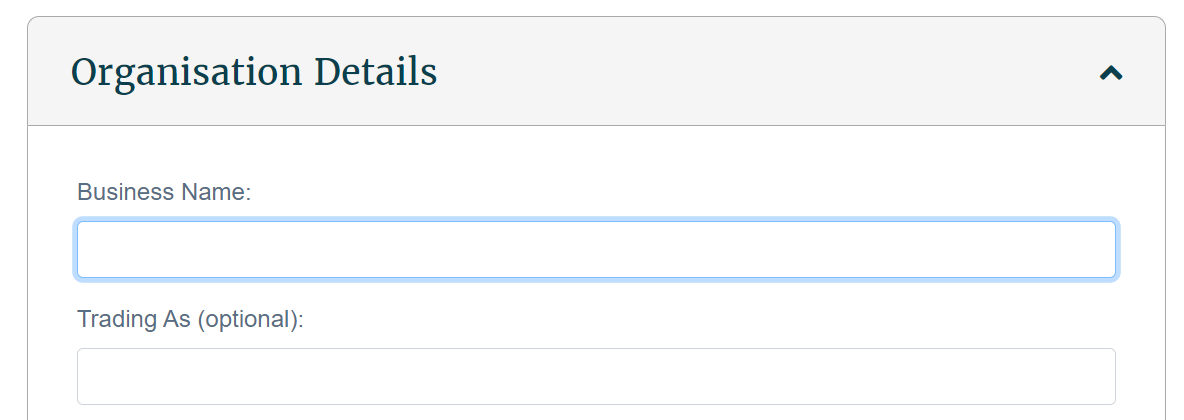 Organisation Details
Business Name:
Trading As (optional):